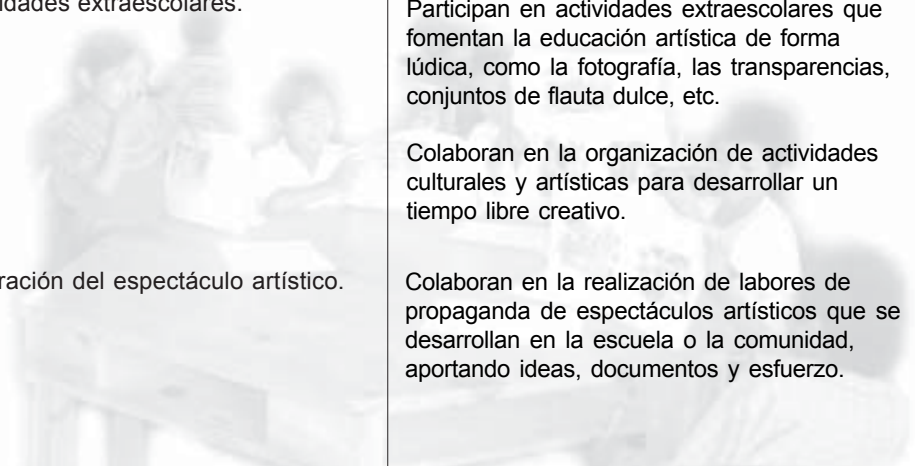 extraescolares.
Participan en actividades extraescolares que
fomentan la educación artística de forma
lúdica, como la fotografía, las transparencias,
conjuntos de flauta dulce, etc.
Colaboran en la organización de actividades
culturales y artísticas para desarrollar un
tiempo libre creativo.
del espectáculo artístico.
Colaboran en la realización de labores de
propaganda de espectáculos artísticos que se
desarrollan en la escuela o la comunidad,
aportando ideas, documentos y esfuerzo.